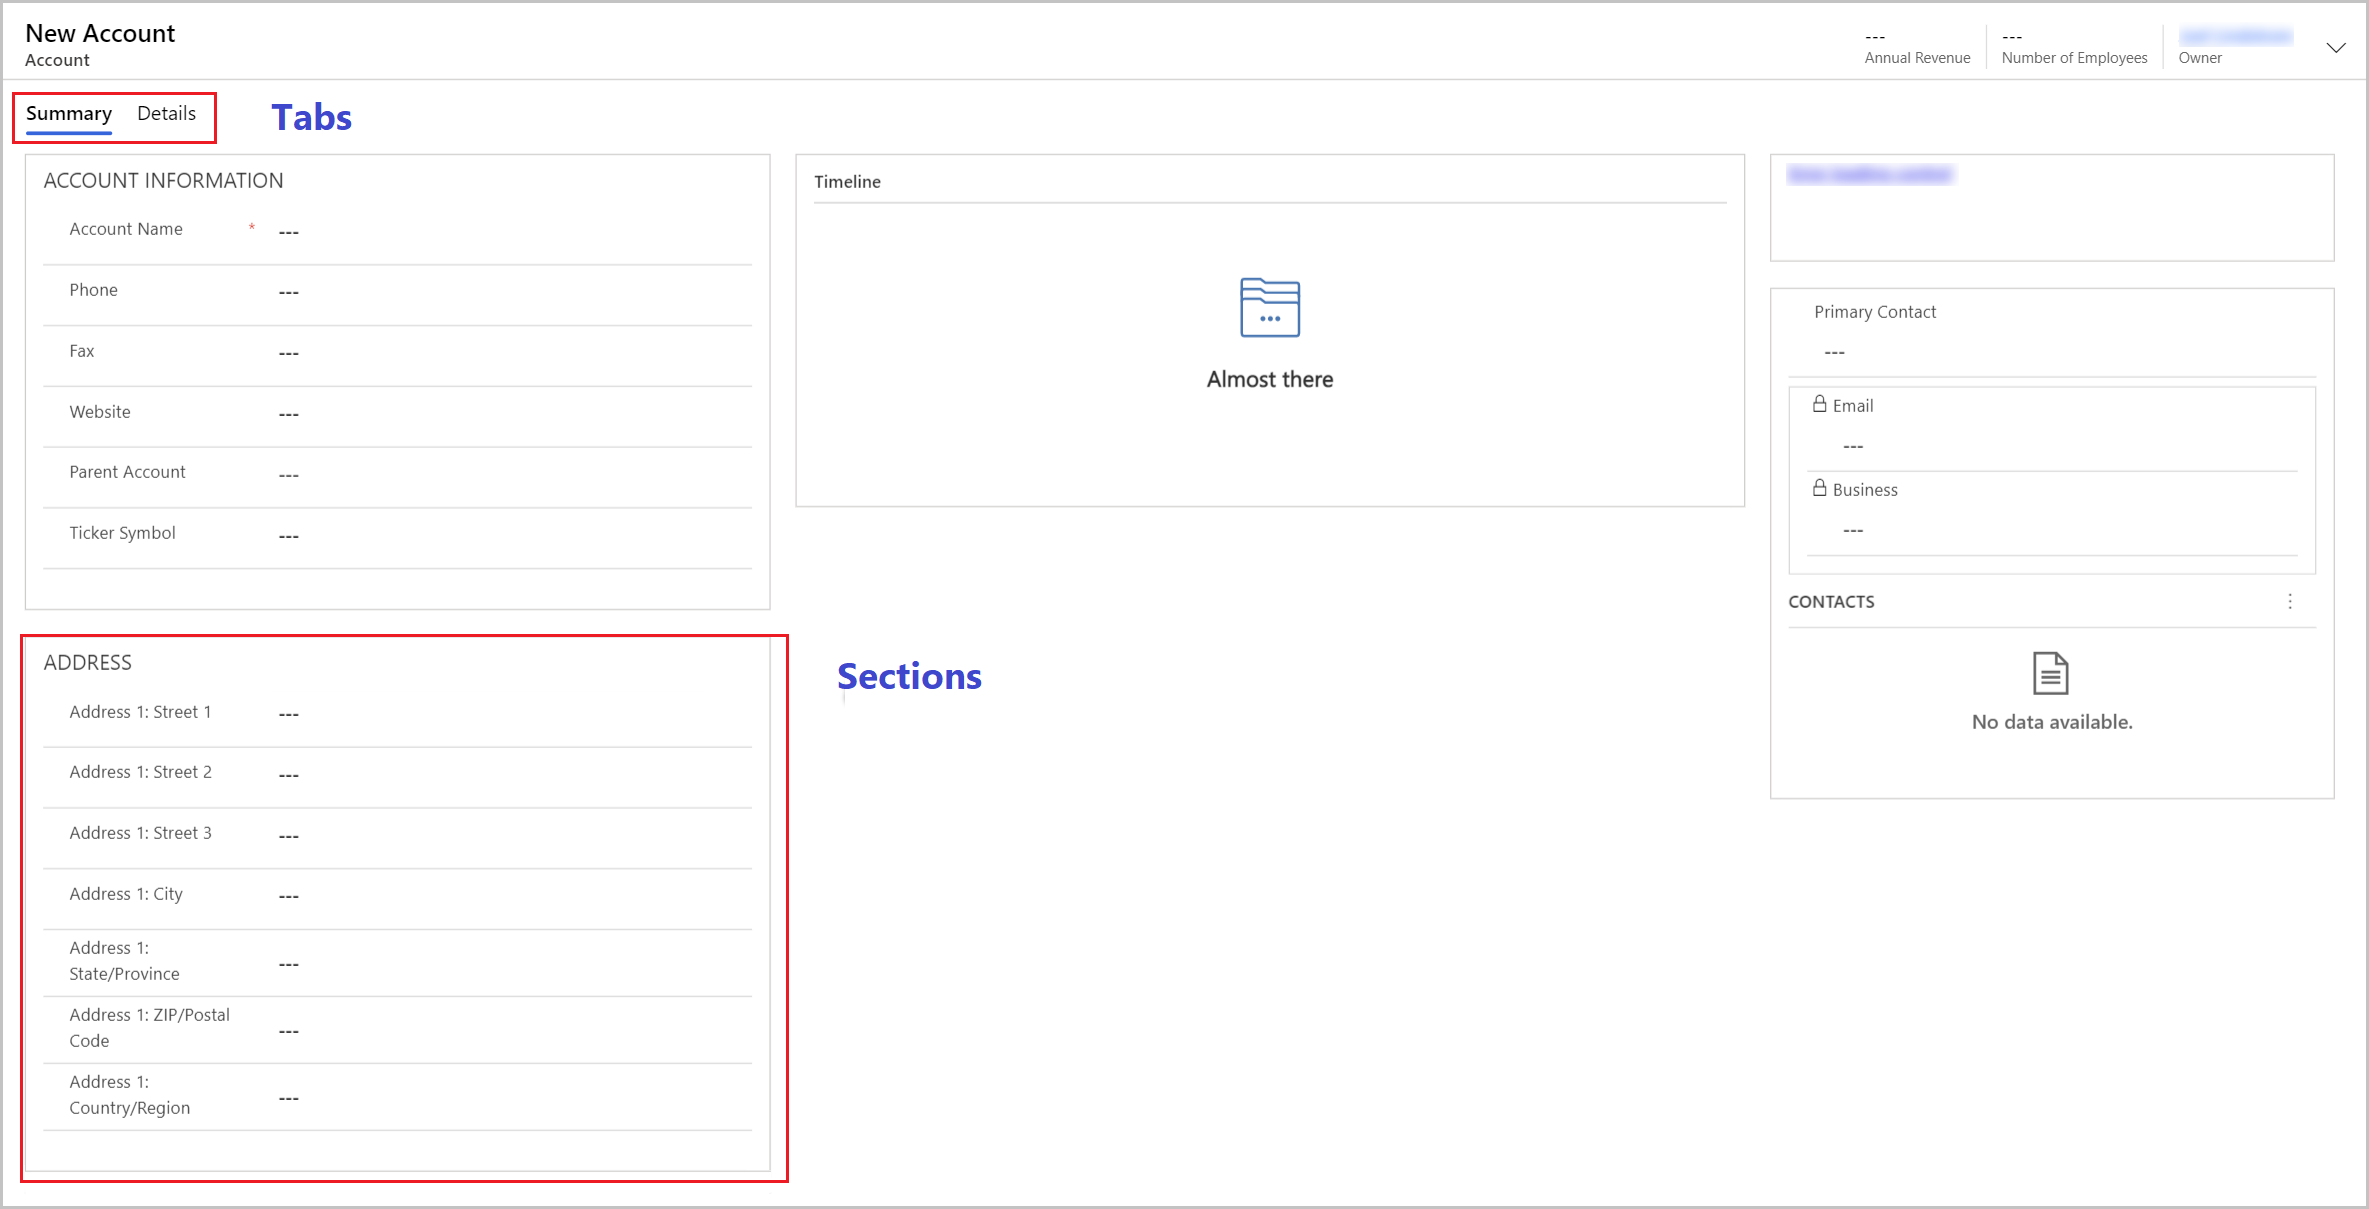 New Account
Account
---
Annual Revenue
---
Number of Employees
Owner
Summary
Details
Tabs
ACCOUNT INFORMATION
Account Name * ---
Phone ---
Fax ---
Website ---
Parent Account ---
Ticker Symbol ---
Timeline
Almost there
Primary Contact
---
Email
---
Business
---
CONTACTS
No data available.
ADDRESS
Address 1: Street 1 ---
Address 1: Street 2 ---
Address 1: Street 3 ---
Address 1: City ---
Address 1:
State/Province ---
Address 1: ZIP/Postal
Code ---
Address 1:
Country/Region ---
Sections